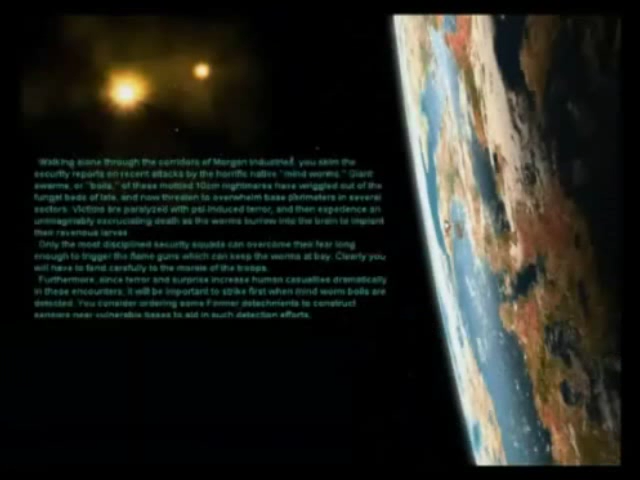 Walking alone through the corridors of Morgan Industries, you skim the
security reports on recent attacks by the horrific native "mind worms." Giant
swarms, or "boils," of these mottled 10cm nightmares have wriggled out of the
fungal beds of late, and now threaten to overwhelm base perimeters in several
sectors. Victims are paralyzed with psi-induced terror, and then experience an
unimaginably excruciating death as the worms burrow into the brain to implant
their ravenous larvae.
Only the most disciplined security squads can overcome their fear long
enough to trigger the flame guns which can keep the worms at bay. Clearly you
will have to tend carefully to the morale of the troops.
Furthermore, since terror and surprise increase human casualties dramatically
in these encounters, it will be important to strike first when mind worm boils are
detected. You consider ordering some Former detachments to construct
sensors near vulnerable bases to aid in such detection efforts.